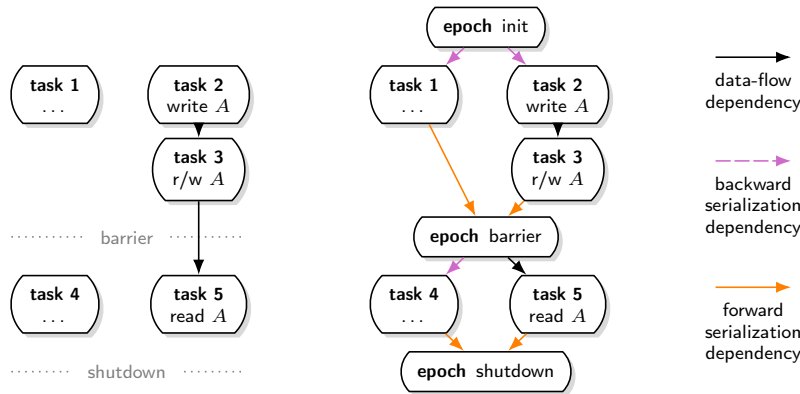 task 1
...
task 2
write A
task 3
r/w A
barrier
task 4
...
task 5
read A
shutdown
epoch init
task 1
...
task 2
write A
task 3
r/w A
epoch barrier
task 4
...
task 5
read A
epoch shutdown
data-flow
dependency
backward
serialization
dependency
forward
serialization
dependency